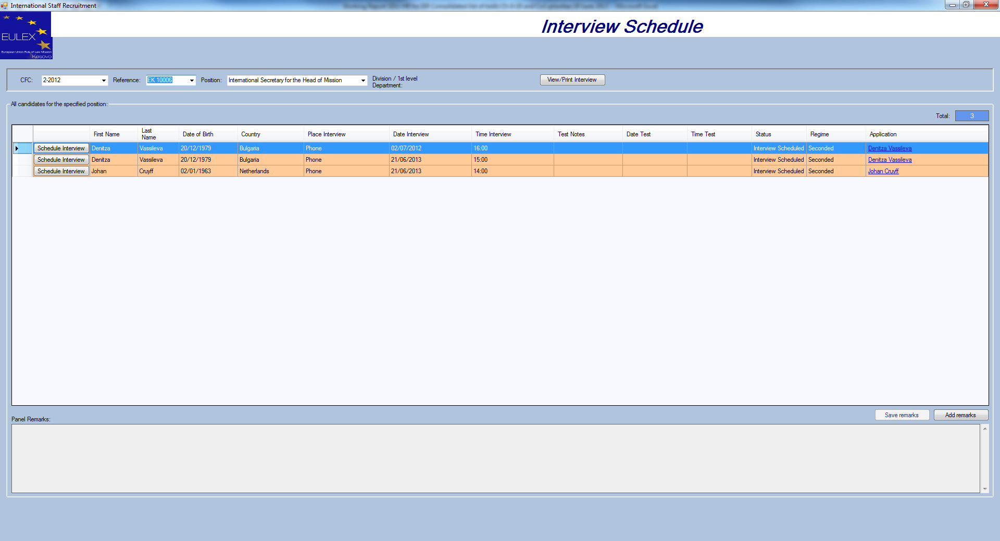 International Staff Recruitment
EULEX
European Union Rule of Law Mission
Kosovo
Interview Schedule
CFC: 2-2012 Reference: EK 10006 Position: International Secretary for the Head of Mission Division / 1st level Department: View/Print Interview
All candidates for the specified position:
Total: 3
First Name Last Name Date of Birth Country Place Interview Date Interview Time Interview Test Notes Date Test Time Test Status Regime Application
Schedule Interview Denitza Vassileva 20/12/1979 Bulgaria Phone 02/07/2012 16:00 Interview Scheduled Seconded Denitza Vassileva
Schedule Interview Denitza Vassileva 20/12/1979 Bulgaria Phone 21/06/2013 15:00 Interview Scheduled Seconded Denitza Vassileva
Schedule Interview Johan Cruyff 02/01/1963 Netherlands Phone 21/06/2013 14:00 Interview Scheduled Seconded Johan Cruyff
Panel Remarks: Save remarks Add remarks